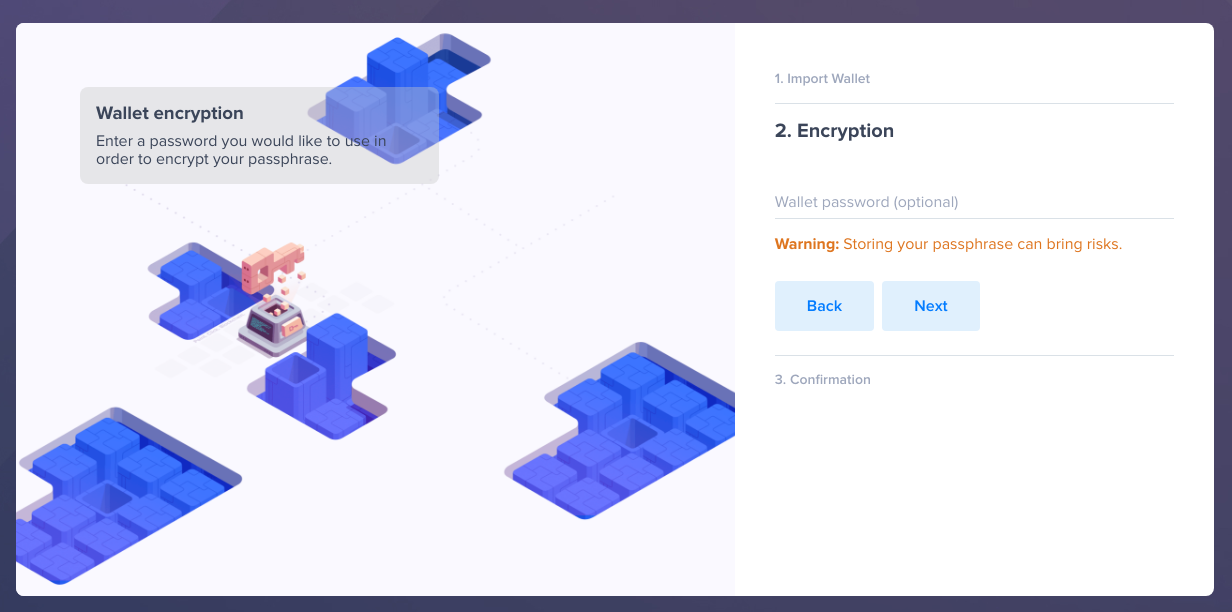 Wallet encryption
Enter a password you would like to use in
order to encrypt your passphrase.
1. Import Wallet
2. Encryption
Wallet password (optional)
Warning: Storing your passphrase can bring risks.
Back
Next
3. Confirmation